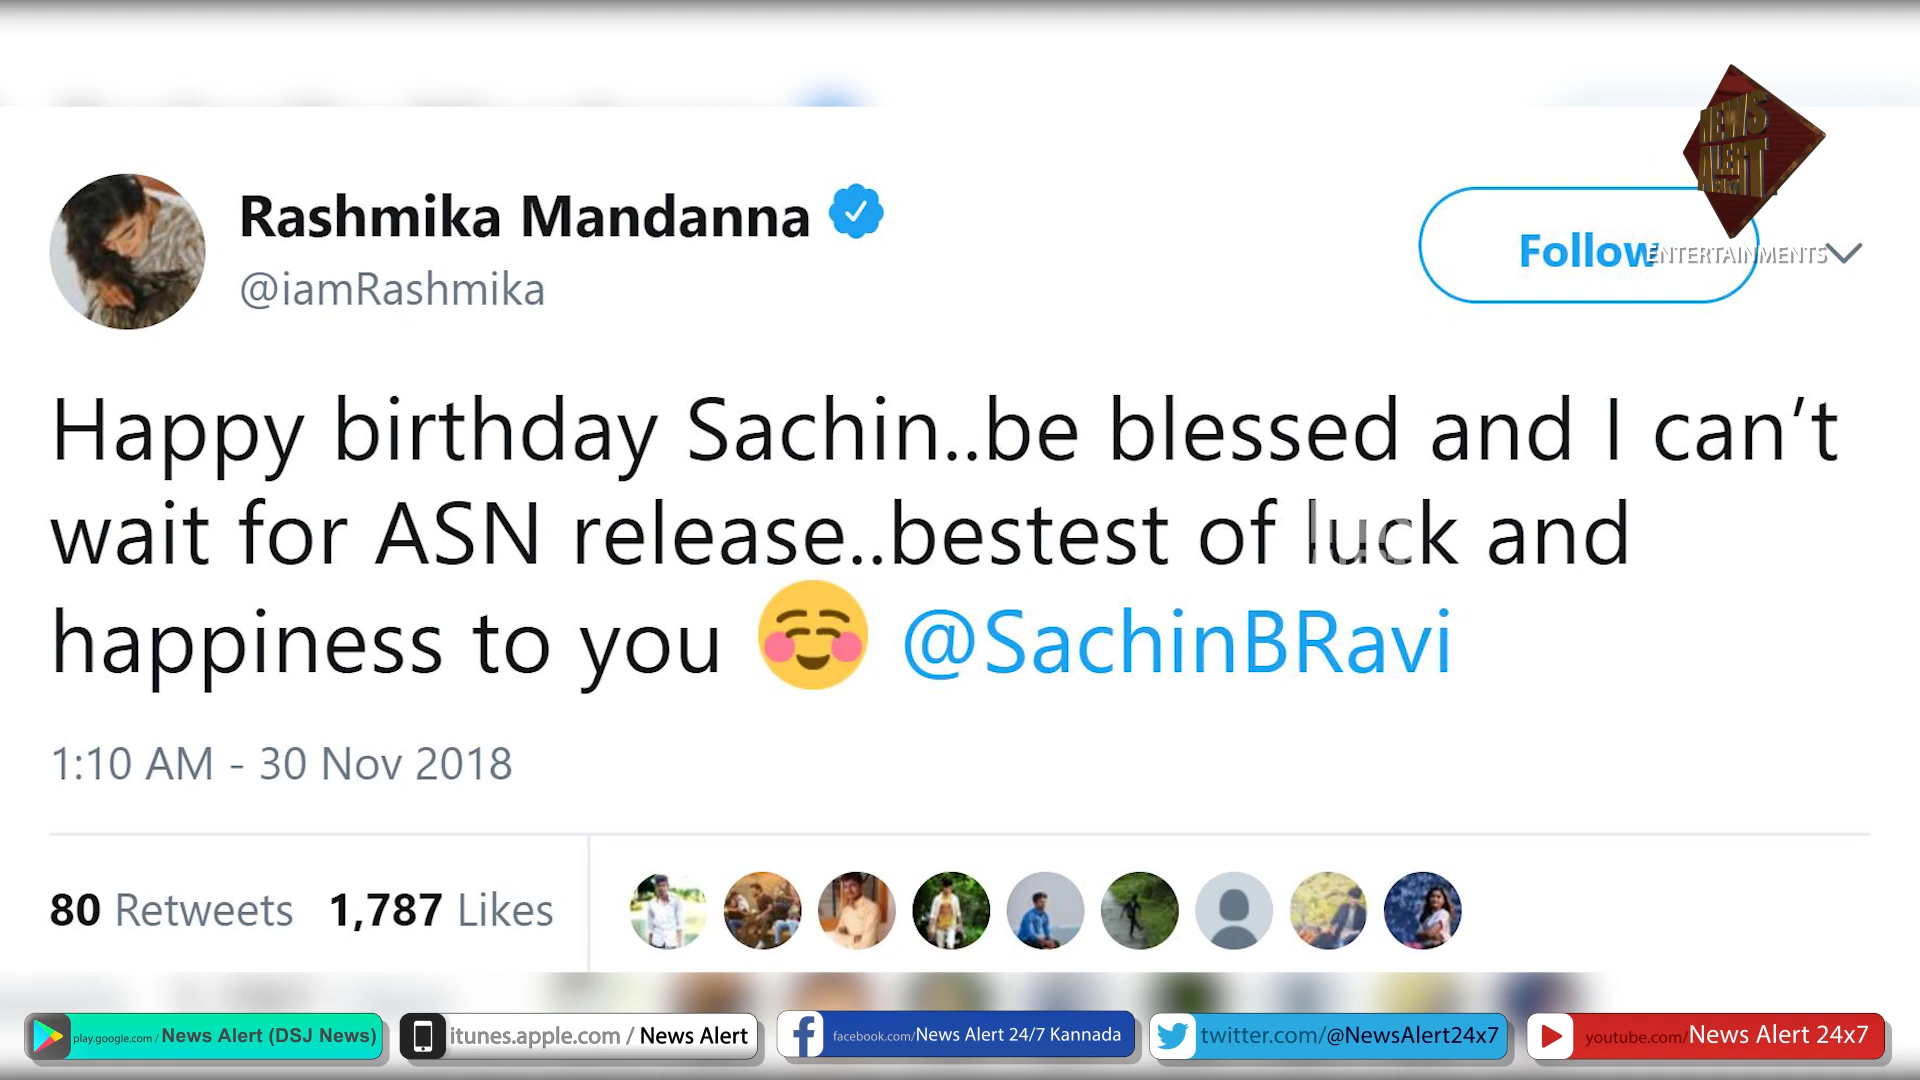 NEWS
ALERT
ENTERTAINMENTS
Rashmika Mandanna
@iamRashmika
Follow
Happy birthday Sachin..be blessed and I can’t
wait for ASN release..bestest of luck and
happiness to you @SachinBRavi
1:10 AM - 30 Nov 2018
80 Retweets 1,787 Likes
play.google.com / News Alert (DSJ News)
itunes.apple.com / News Alert
facebook.com/News Alert 24/7 Kannada
twitter.com/@NewsAlert24x7
youtube.com/News Alert 24x7